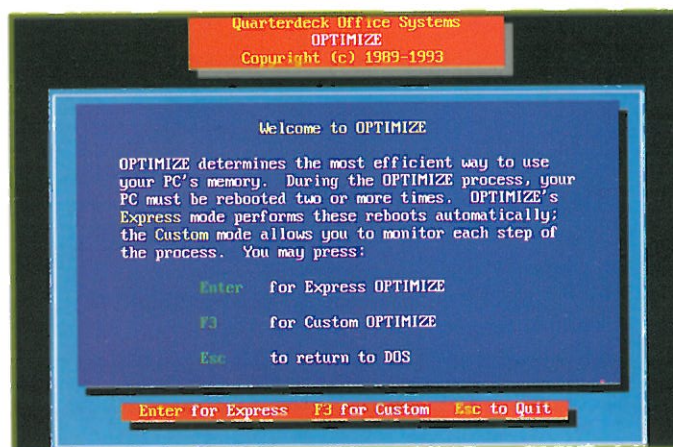 Quarterdeck Office Systems
OPTIMIZE
Copyright (c) 1989-1993
Welcome to OPTIMIZE
OPTIMIZE determines the most efficient way to use
your PC's memory. During the OPTIMIZE process, your
PC must be rebooted two or more times. OPTIMIZE's
Express mode performs these reboots automatically;
the Custom mode allows you to monitor each step of
the process. You may press:
Enter for Express OPTIMIZE
F3 for Custom OPTIMIZE
Esc to return to DOS
Enter for Express F3 for Custom Esc to Quit